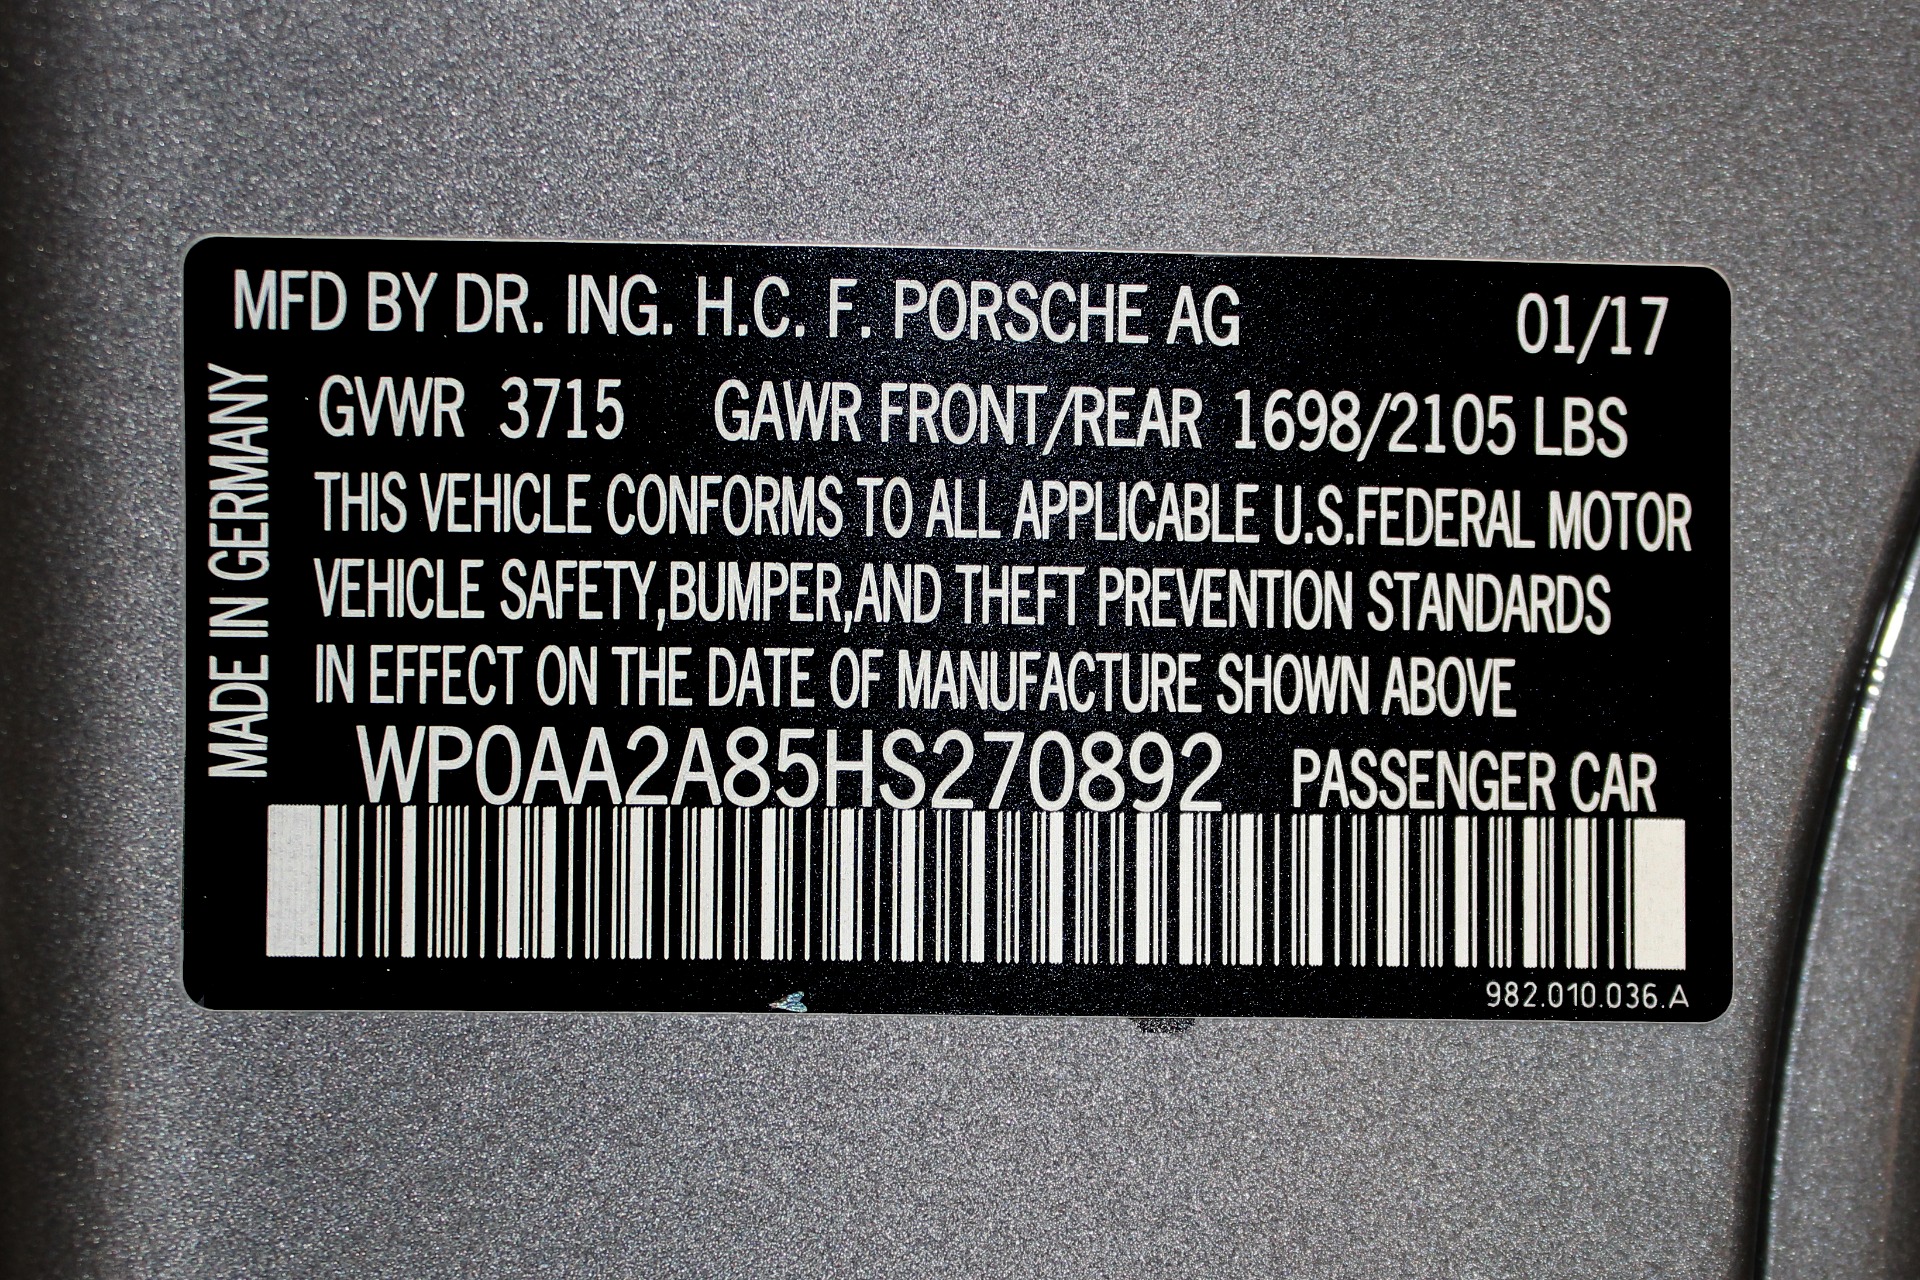 MFD BY DR. ING. H.C. F. PORSCHE AG 01/17
MADE IN GERMANY
GVWR 3715 GAWR FRONT/REAR 1698/2105 LBS
THIS VEHICLE CONFORMS TO ALL APPLICABLE U.S.FEDERAL MOTOR
VEHICLE SAFETY,BUMPER,AND THEFT PREVENTION STANDARDS
IN EFFECT ON THE DATE OF MANUFACTURE SHOWN ABOVE
WP0AA2A85HS270892 PASSENGER CAR
982.010.036.A